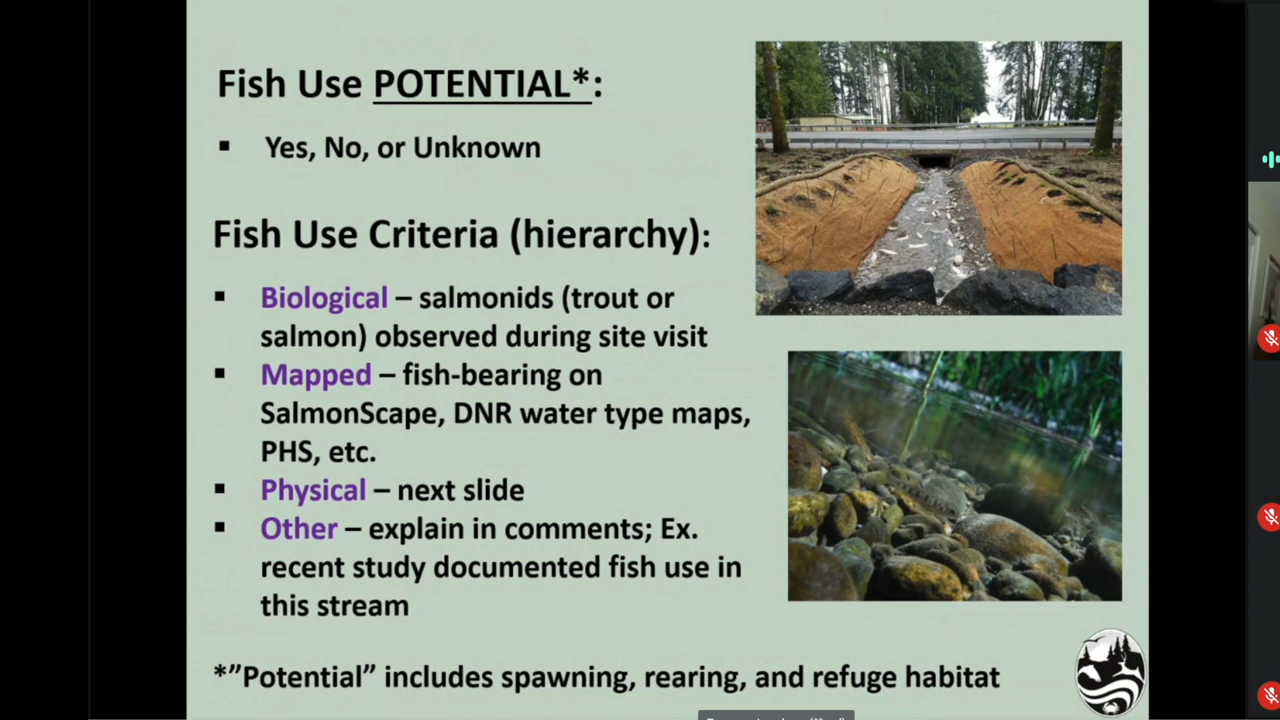 Fish Use POTENTIAL*:
▪ Yes, No, or Unknown
Fish Use Criteria (hierarchy):
▪ Biological – salmonids (trout or
salmon) observed during site visit
▪ Mapped – fish-bearing on
SalmonScape, DNR water type maps,
PHS, etc.
▪ Physical – next slide
▪ Other – explain in comments; Ex.
recent study documented fish use in
this stream
*”Potential” includes spawning, rearing, and refuge habitat